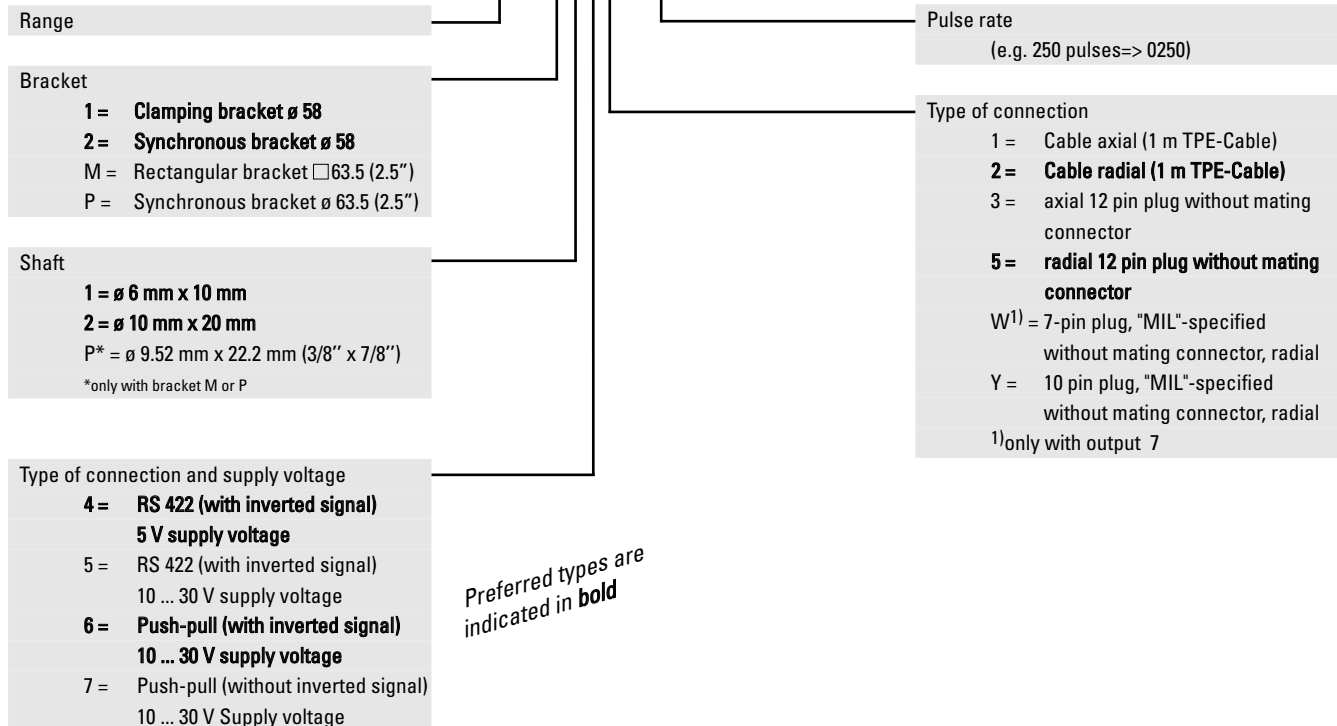 Range
Bracket
1 = Clamping bracket ø 58
2 = Synchronous bracket ø 58
M = Rectangular bracket □63.5 (2.5″)
P = Synchronous bracket ø 63.5 (2.5″)
Shaft
1 = ø 6 mm x 10 mm
2 = ø 10 mm x 20 mm
P* = ø 9.52 mm x 22.2 mm (3/8’’ x 7/8’’)
*only with bracket M or P
Type of connection and supply voltage
4 = RS 422 (with inverted signal)
5 V supply voltage
5 = RS 422 (with inverted signal)
10 ... 30 V supply voltage
6 = Push-pull (with inverted signal)
10 ... 30 V supply voltage
7 = Push-pull (without inverted signal)
10 ... 30 V Supply voltage
Preferred types are
indicated in bold
Pulse rate
(e.g. 250 pulses=> 0250)
Type of connection
1 = Cable axial (1 m TPE-Cable)
2 = Cable radial (1 m TPE-Cable)
3 = axial 12 pin plug without mating
connector
5 = radial 12 pin plug without mating
connector
W1) = 7-pin plug, "MIL"-specified
without mating connector, radial
Y = 10 pin plug, "MIL"-specified
without mating connector, radial
1)only with output 7